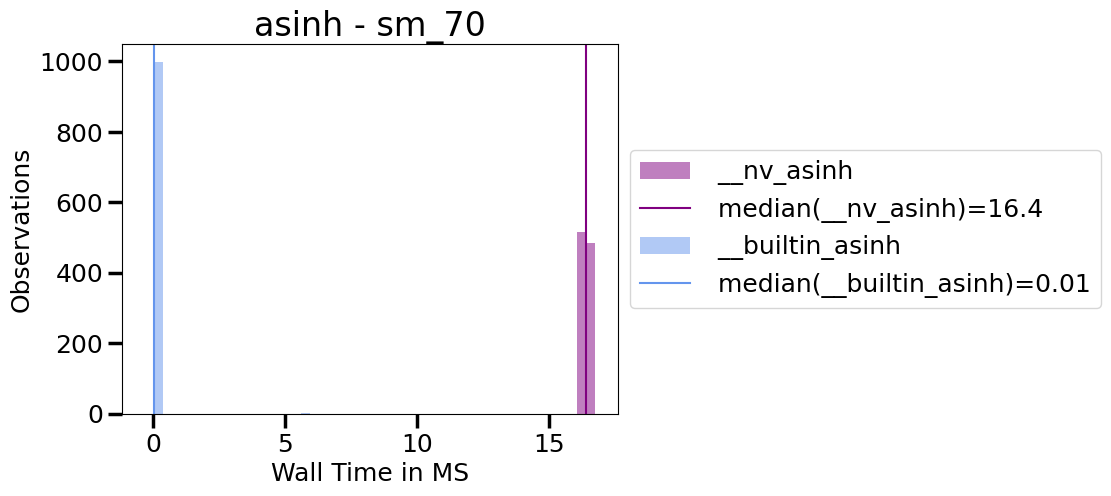 asinh - sm_70
1000
800
600
400
200
0
Observations
0 5 10 15
Wall Time in MS
__nv_asinh
median(__nv_asinh)=16.4
__builtin_asinh
median(__builtin_asinh)=0.01